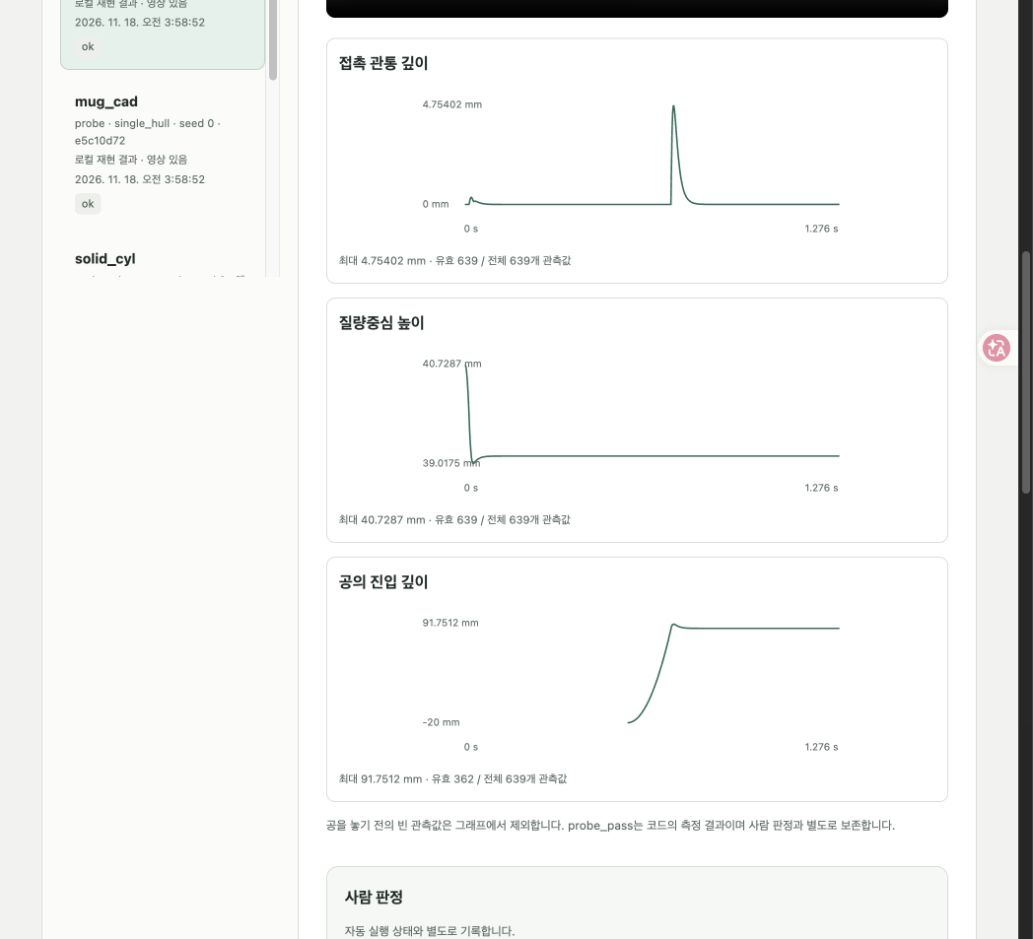 로컬 재현 결과 · 영상 있음
2026. 11. 18. 오전 3:58:52
ok
mug_cad
probe · single_hull · seed 0 ·
e5c10d72
로컬 재현 결과 · 영상 있음
2026. 11. 18. 오전 3:58:52
ok
solid_cyl
접촉 관통 깊이
4.75402 mm
0 mm
0 s
1.276 s
최대 4.75402 mm · 유효 639 / 전체 639개 관측값
질량중심 높이
40.7287 mm
39.0175 mm
0 s
1.276 s
최대 40.7287 mm · 유효 639 / 전체 639개 관측값
공의 진입 깊이
91.7512 mm
-20 mm
0 s
1.276 s
최대 91.7512 mm · 유효 362 / 전체 639개 관측값
공을 놓기 전의 빈 관측값은 그래프에서 제외합니다. probe_pass는 코드의 측정 결과이며 사람 판정과 별도로 보존합니다.
사람 판정
자동 실행 상태와 별도로 기록합니다.